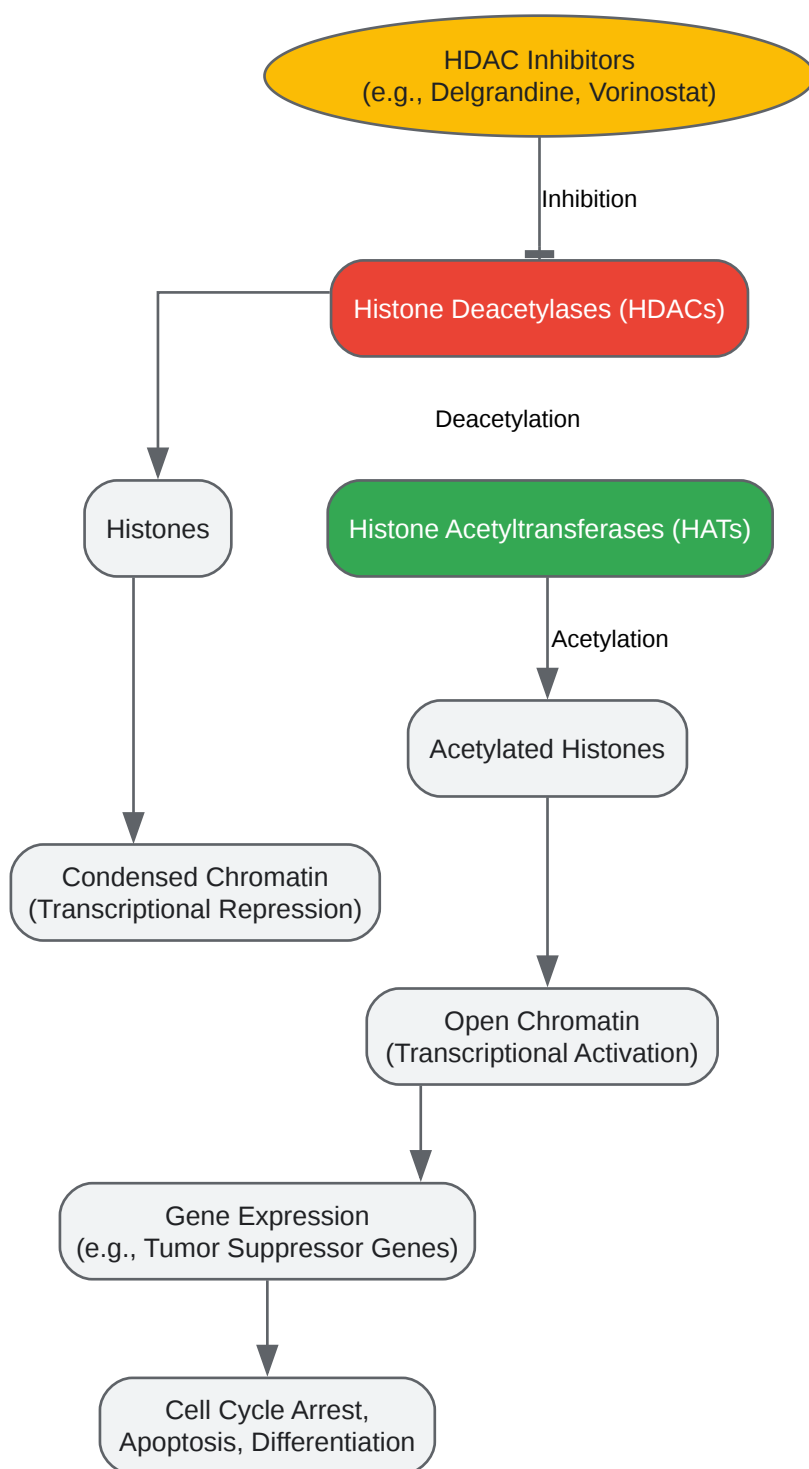 HDAC Inhibitors
(e.g., Delgrandine, Vorinostat)
Inhibition
Histone Deacetylases (HDACs)
Deacetylation
Histones
Histone Acetyltransferases (HATs)
Acetylation
Acetylated Histones
Condensed Chromatin
(Transcriptional Repression)
Open Chromatin
(Transcriptional Activation)
Gene Expression
(e.g., Tumor Suppressor Genes)
Cell Cycle Arrest,
Apoptosis, Differentiation